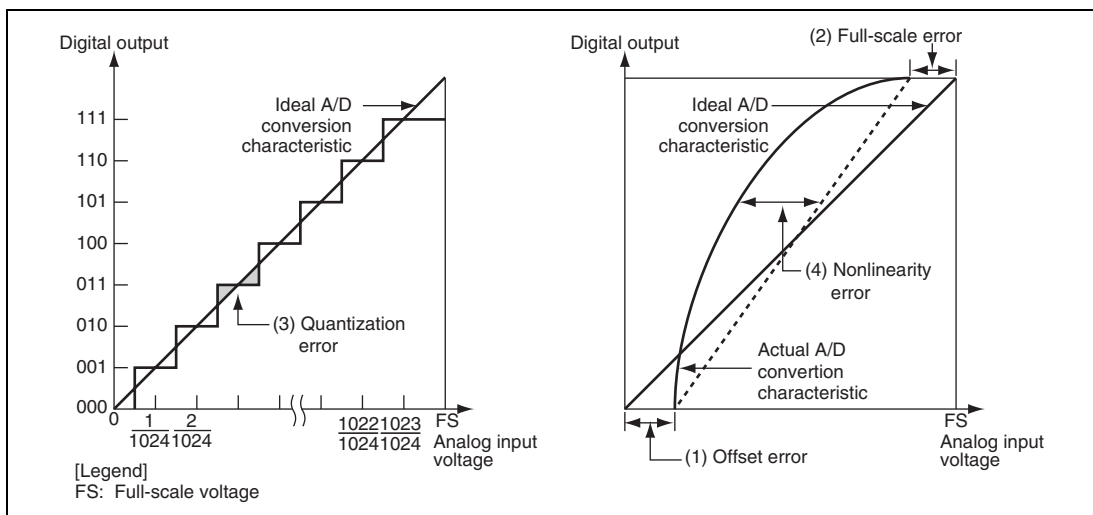 Digital output
Ideal A/D
conversion
characteristic
111
110
101
100
011
010
001
000
(3) Quantization
error
0
1
1024
2
1024
1022
1024
1023
1024
FS
Analog input
voltage
[Legend]
FS: Full-scale voltage
Digital output
(2) Full-scale error
Ideal A/D
conversion
characteristic
(4) Nonlinearity
error
Actual A/D
convertion
characteristic
FS
Analog input
voltage
(1) Offset error